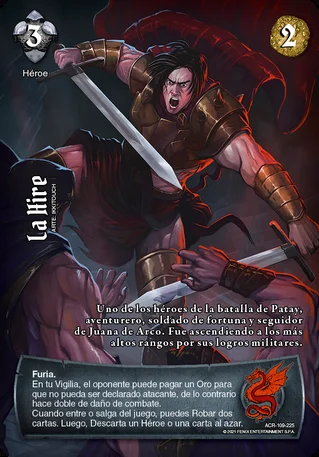 3
2
Héroe
La Hire
ARTE: IKKITOUCH
Uno de los héroes de la batalla de Patay,
aventurero, soldado de fortuna y seguidor
de Juana de Arco. Fue ascendiendo a los más
altos rangos por sus logros militares.
Furia.
En tu Vigilia, el oponente puede pagar un Oro para
que no pueda ser declarado atacante, de lo contrario
hace doble de daño de combate.
Cuando entre o salga del juego, puedes Robar dos
cartas. Luego, Descarta un Héroe o una carta al azar.
ACR-109-225
© 2021 FENIX ENTERTAINMENT S.P.A.